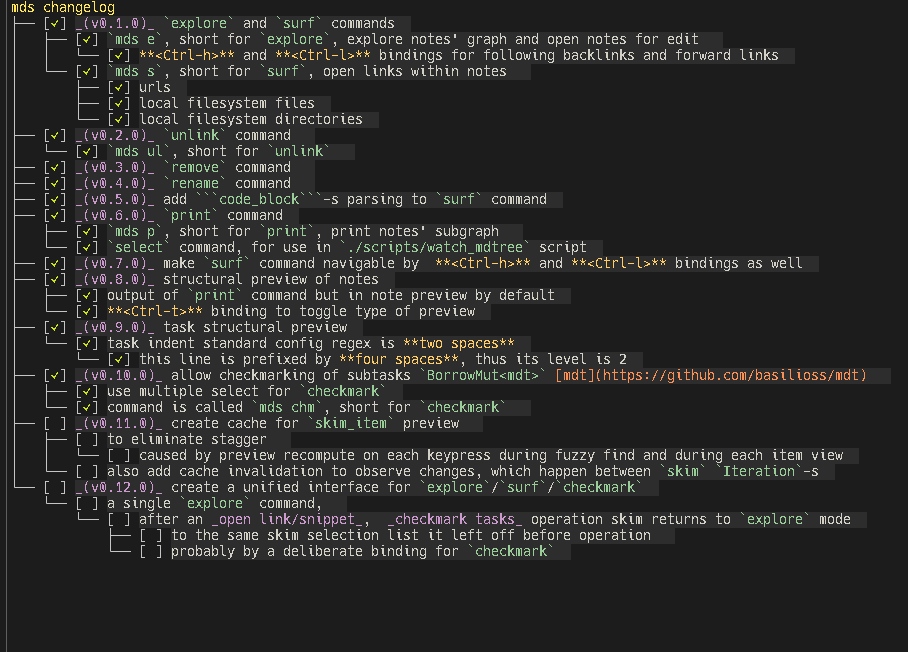 mds changelog
├── [✓] _(v0.1.0)_ `explore` and `surf` commands
│   ├── [✓] `mds e`, short for `explore`, explore notes' graph and open notes for edit
│   │   └── [✓] **<Ctrl-h>** and **<Ctrl-l>** bindings for following backlinks and forward links
│   └── [✓] `mds s`, short for `surf`, open links within notes
│       ├── [✓] urls
│       ├── [✓] local filesystem files
│       └── [✓] local filesystem directories
├── [✓] _(v0.2.0)_ `unlink` command
│   └── [✓] `mds ul`, short for `unlink`
├── [✓] _(v0.3.0)_ `remove` command
├── [✓] _(v0.4.0)_ `rename` command
├── [✓] _(v0.5.0)_ add ```code_block```-s parsing to `surf` command
├── [✓] _(v0.6.0)_ `print` command
│   ├── [✓] `mds p`, short for `print`, print notes' subgraph
│   └── [✓] `select` command, for use in `./scripts/watch_mdtree` script
├── [✓] _(v0.7.0)_ make `surf` command navigable by  **<Ctrl-h>** and **<Ctrl-l>** bindings as well
├── [✓] _(v0.8.0)_ structural preview of notes
│   ├── [✓] output of `print` command but in note preview by default
│   └── [✓] **<Ctrl-t>** binding to toggle type of preview
├── [✓] _(v0.9.0)_ task structural preview
│   └── [✓] task indent standard config regex is **two spaces**
│       └── [✓] this line is prefixed by **four spaces**, thus its level is 2
├── [✓] _(v0.10.0)_ allow checkmarking of subtasks `BorrowMut<mdt>` [mdt](https://github.com/basilioss/mdt)
│   ├── [✓] use multiple select for `checkmark`
│   └── [✓] command is called `mds chm`, short for `checkmark`
├── [ ] _(v0.11.0)_ create cache for `skim_item` preview
│   ├── [ ] to eliminate stagger
│   │   └── [ ] caused by preview recompute on each keypress during fuzzy find and during each item view
│   └── [ ] also add cache invalidation to observe changes, which happen between `skim` `Iteration`-s
└── [ ] _(v0.12.0)_ create a unified interface for `explore`/`surf`/`checkmark`
    └── [ ] a single `explore` command,
        └── [ ] after an _open link/snippet_,  _checkmark tasks_ operation skim returns to `explore` mode
            ├── [ ] to the same skim selection list it left off before operation
            └── [ ] probably by a deliberate binding for `checkmark`